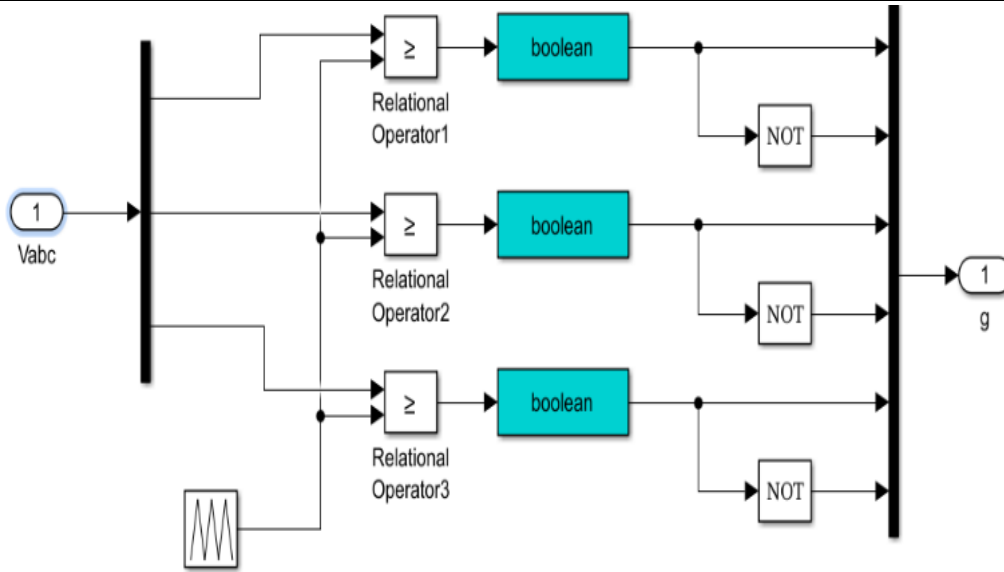 ≥
boolean
Relational
Operator1
NOT
1
Vabc
≥
boolean
Relational
Operator2
NOT
1
g
≥
boolean
Relational
Operator3
NOT